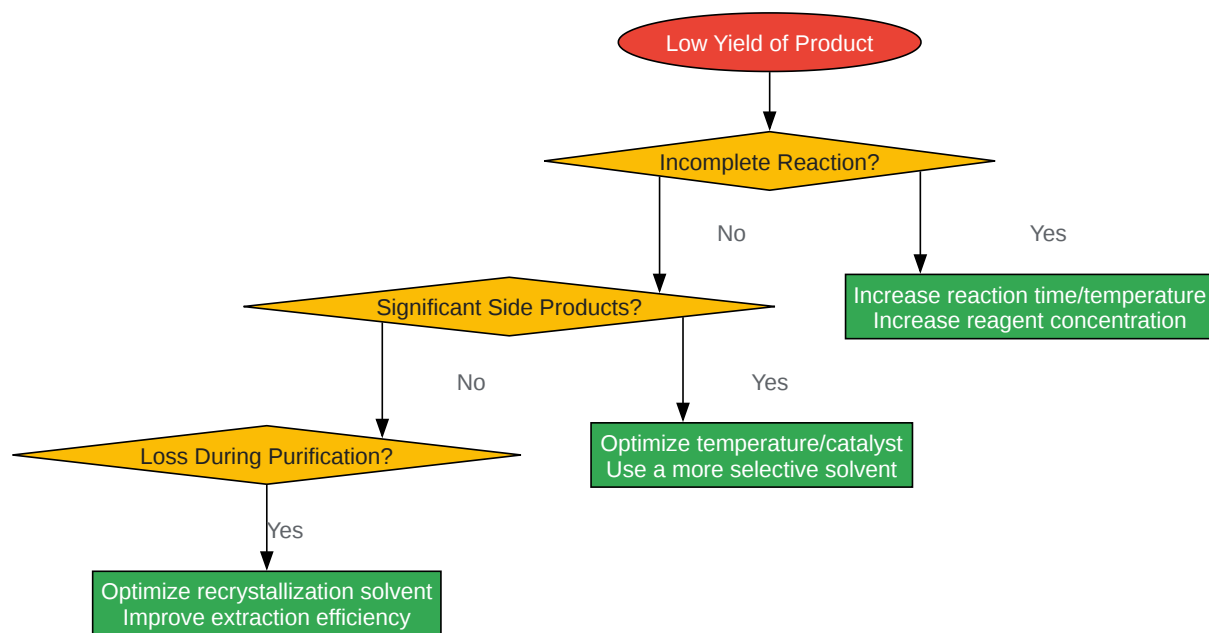 Low Yield of Product
Incomplete Reaction?
No
Yes
Significant Side Products?
Increase reaction time/temperature
Increase reagent concentration
No
Yes
Loss During Purification?
Optimize temperature/catalyst
Use a more selective solvent
Yes
Optimize recrystallization solvent
Improve extraction efficiency